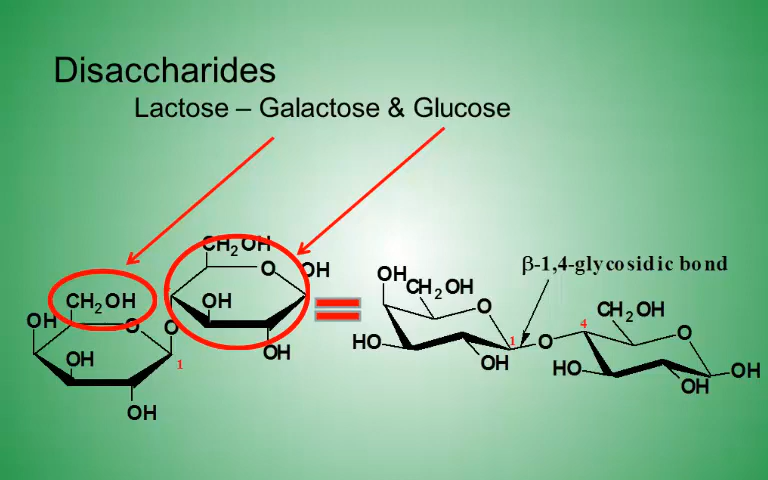 Disaccharides
Lactose – Galactose & Glucose
CH2OH
O
OH
OH
OH
CH2OH
OH
O
O
OH
OH
1
OH
=
OH
CH2OH
O
HO
OH
1
O
β-1,4-glycosidic bond
4
CH2OH
O
HO
OH
OH